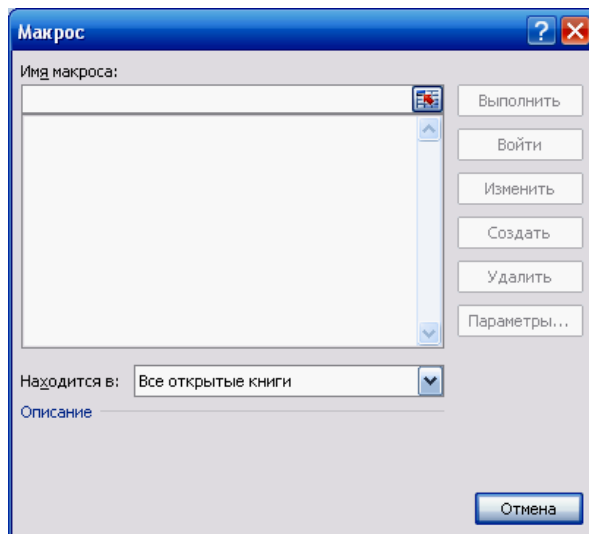 Макрос
Имя макроса:
Выполнить
Войти
Изменить
Создать
Удалить
Параметры...
Находится в:
Все открытые книги
Описание
Отмена